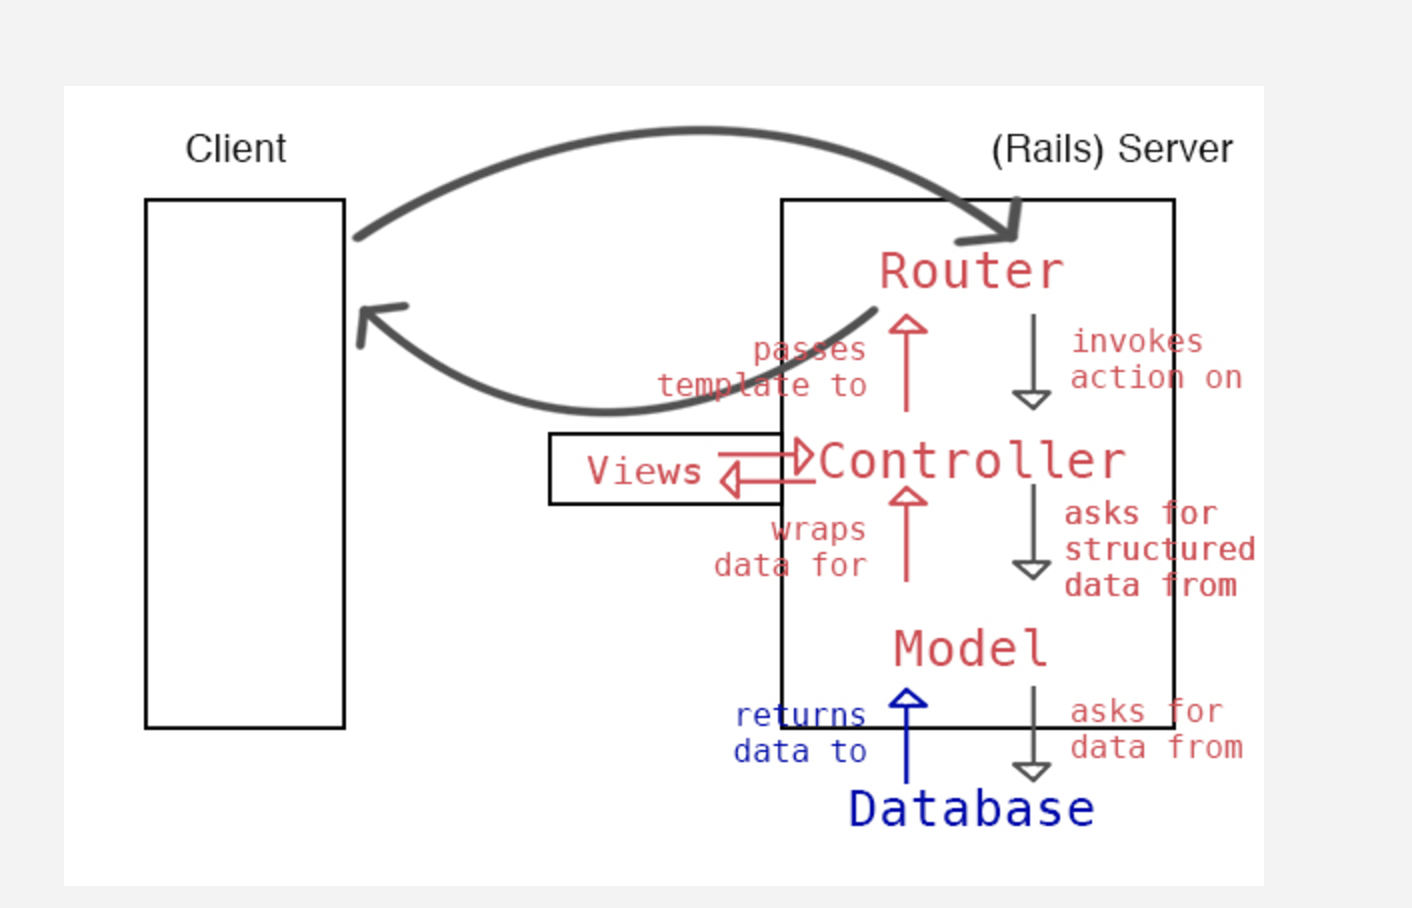 Client
(Rails) Server
Router
passes
template to
invokes
action on
Views
Controller
wraps
data for
asks for
structured
data from
Model
returns
data to
asks for
data from
Database